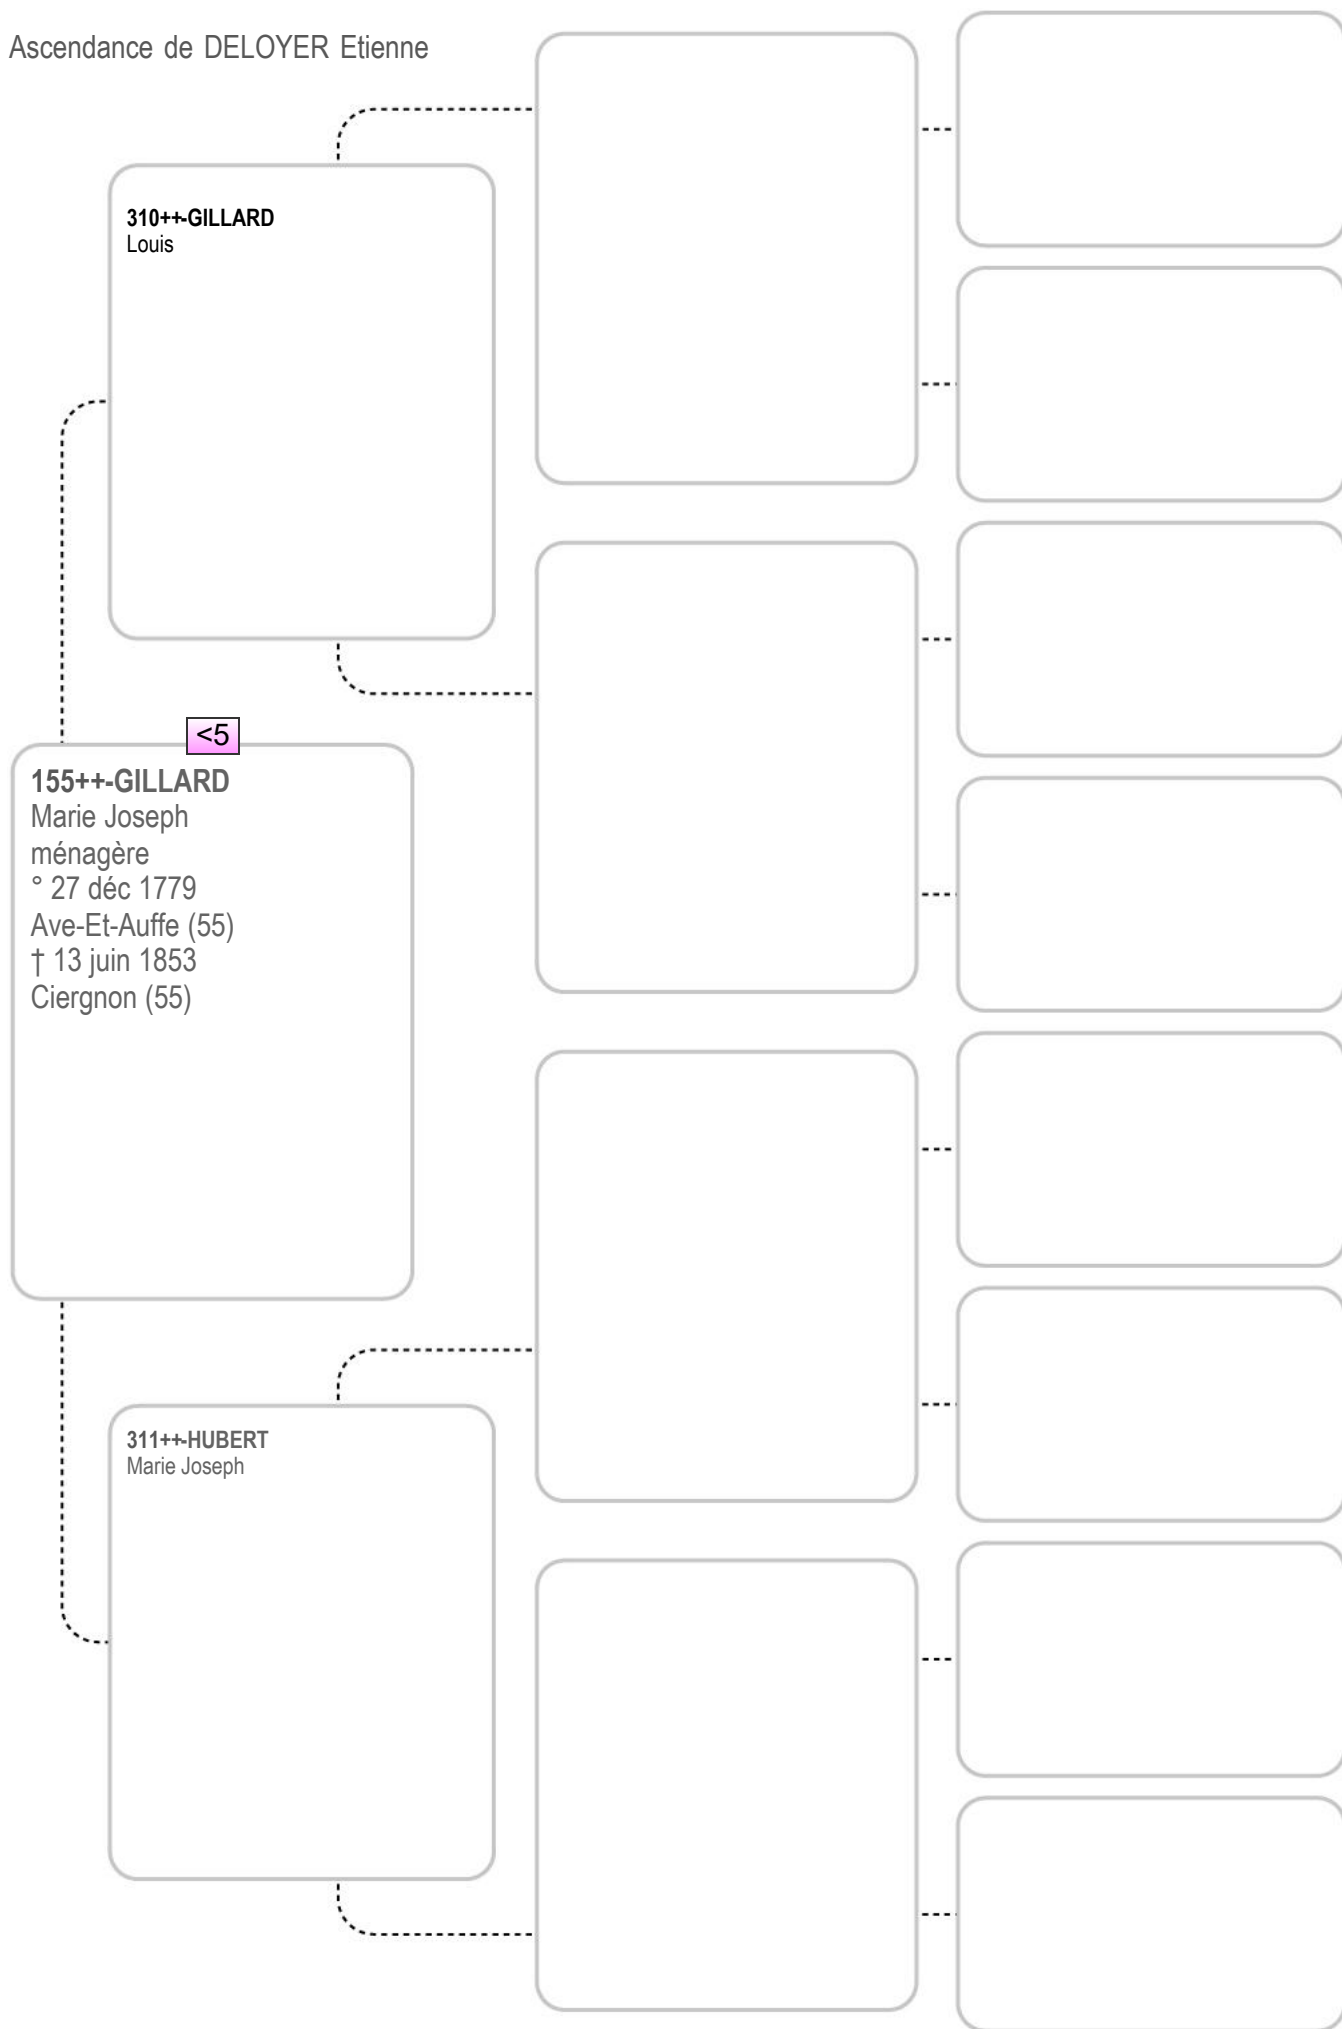 Ascendance de DELOYER Etienne
310++-GILLARD
Louis
<5
155++-GILLARD
Marie Joseph
ménagère
° 27 déc 1779
Ave-Et-Auffe (55)
† 13 juin 1853
Ciergnon (55)
311++-HUBERT
Marie Joseph